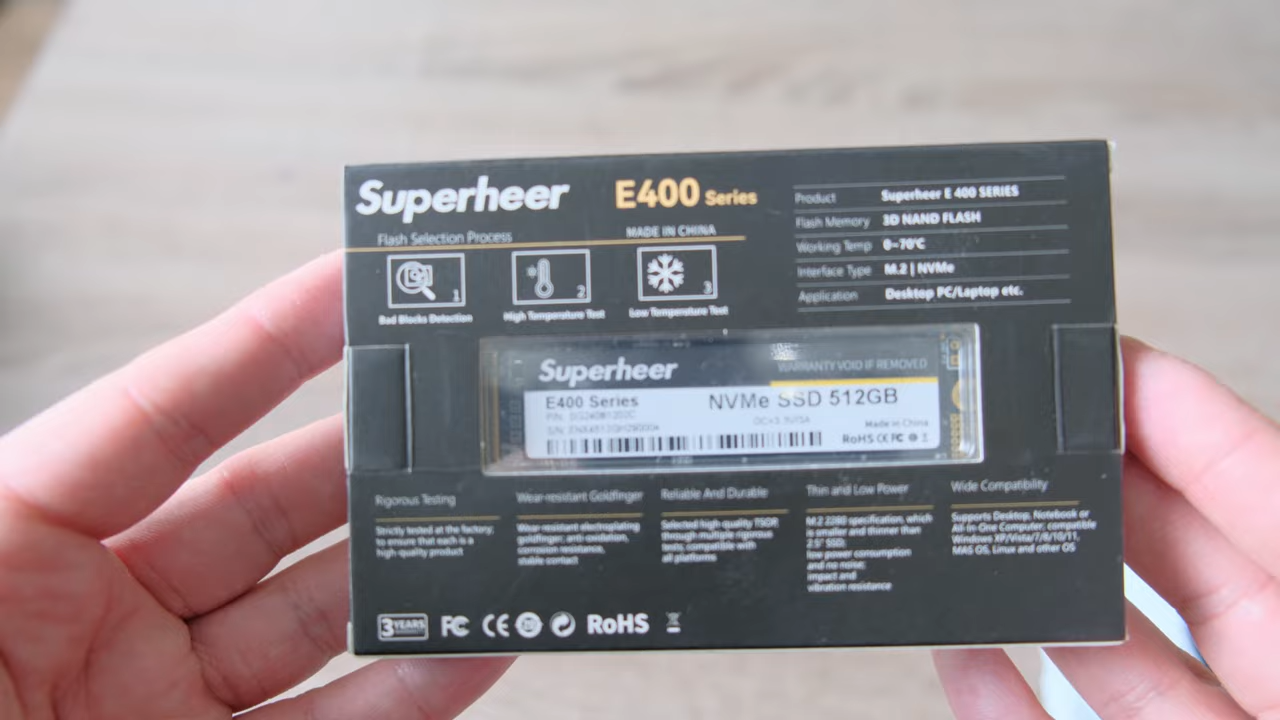 Superheer
E400 Series
Flash Selection Process
MADE IN CHINA
1
2
3
Bad Blocks Detection
High Temperature Test
Low Temperature Test
Product Superheer E 400 SERIES
Flash Memory 3D NAND FLASH
Working Temp 0~70℃
Interface Type M.2 | NVMe
Application Desktop PC/Laptop etc.
Superheer
WARRANTY VOID IF REMOVED
E400 Series
NVMe SSD 512GB
Made in China
RoHS CE FC
Rigorous Testing
Strictly tested at the factory,
to ensure that each is a
high-quality product
Wear-resistant Goldfinger
Wear-resistant electroplating
goldfinger, anti-oxidation,
corrosion resistance,
stable contact
Reliable And Durable
Selected high-quality TSOP
through multiple rigorous
tests, compatible with
all platforms
Thin and Low Power
M.2 2280 specification, which
is smaller and thinner than
2.5" SSD
low power consumption
and no noise;
impact and
vibration resistance
Wide Compatibility
Supports Desktop, Notebook or
All In One Computer, compatible
Windows XP/Vista/7/8/10/11,
MAS OS, Linux and other OS
3 YEARS
FC CE RoHS